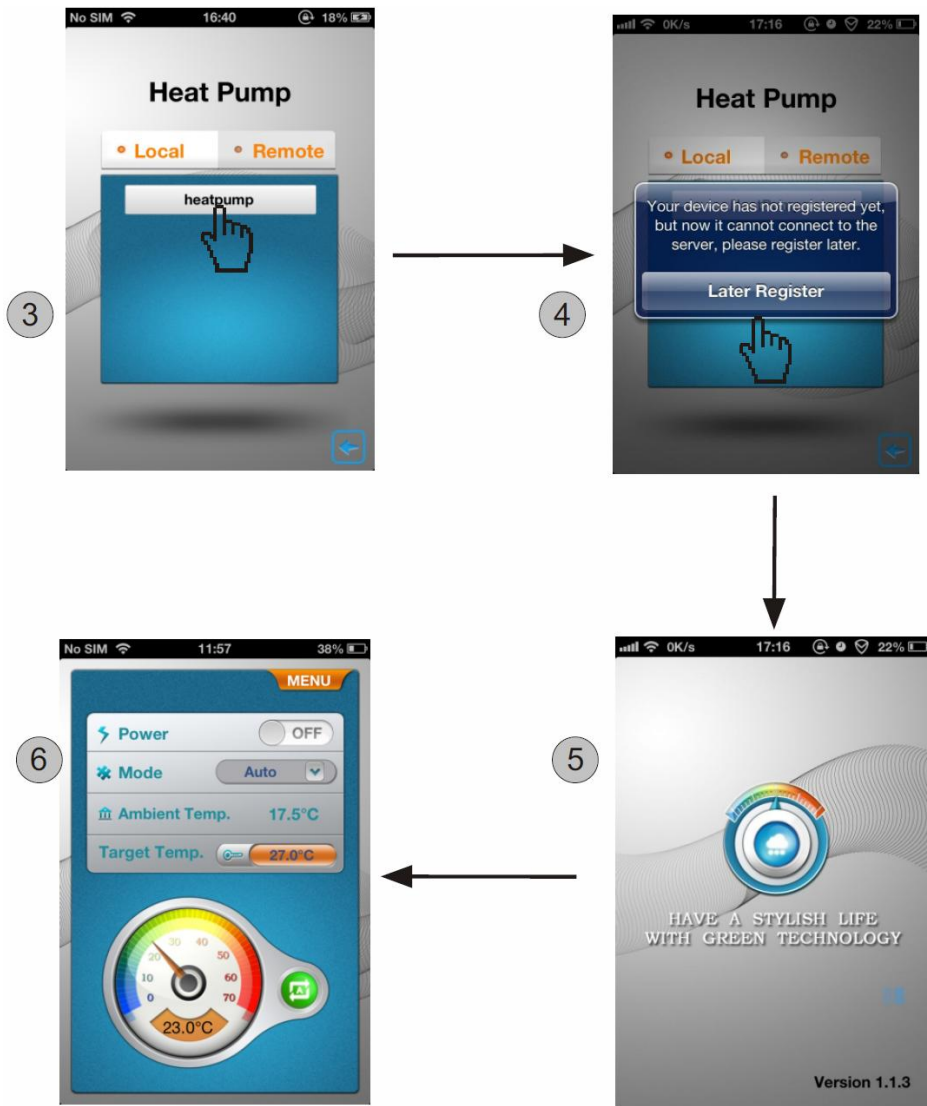 No SIM 16:40 18%
Heat Pump
Local Remote
heatpump
3
0K/s 17:16 22%
Heat Pump
Local Remote
Your device has not registered yet,
but now it cannot connect to the
server, please register later.
Later Register
4
No SIM 11:57 38%
MENU
Power OFF
Mode Auto
Ambient Temp. 17.5°C
Target Temp. 27.0°C
0 10 20 30 40 50 60 70
A
23.0°C
6
0K/s 17:16 22%
5
HAVE A STYLISH LIFE
WITH GREEN TECHNOLOGY
Version 1.1.3